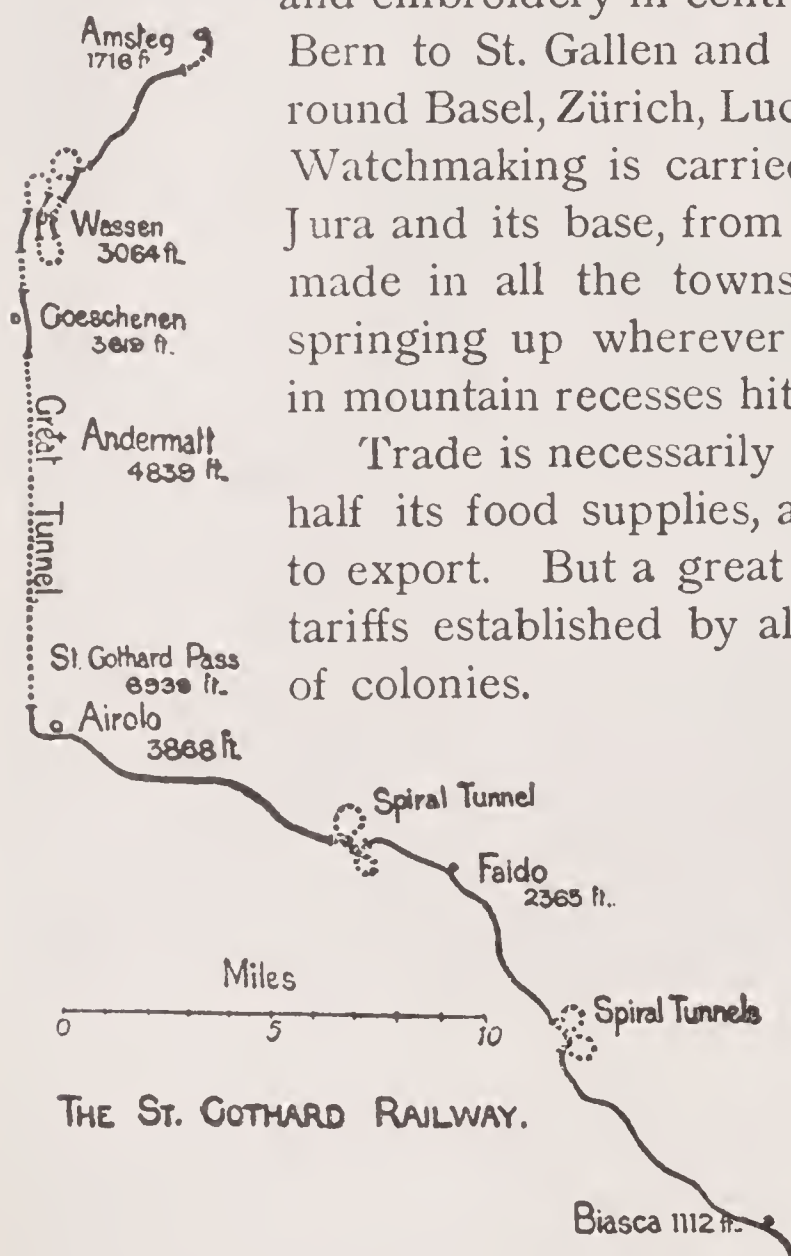 and embroidery in centr
Bern to St. Gallen and
round Basel, Zürich, Luc
Watchmaking is carried
Jura and its base, from
made in all the towns
springing up wherever
in mountain recesses hit
Trade is necessarily
half its food supplies, a
to export. But a great
tariffs established by al
of colonies.
Amsteg
1718 ft
Wassen
3064 ft.
Goeschenen
ft.
Great Tunnel
Andermatt
4839 ft.
St. Gothard Pass
6939 ft.
Airolo
3868 ft.
Spiral Tunnel
Faido
2365 ft.
Miles
0 5 10
Spiral Tunnels
THE ST. GOTHARD RAILWAY.
Biasca 1112 ft.